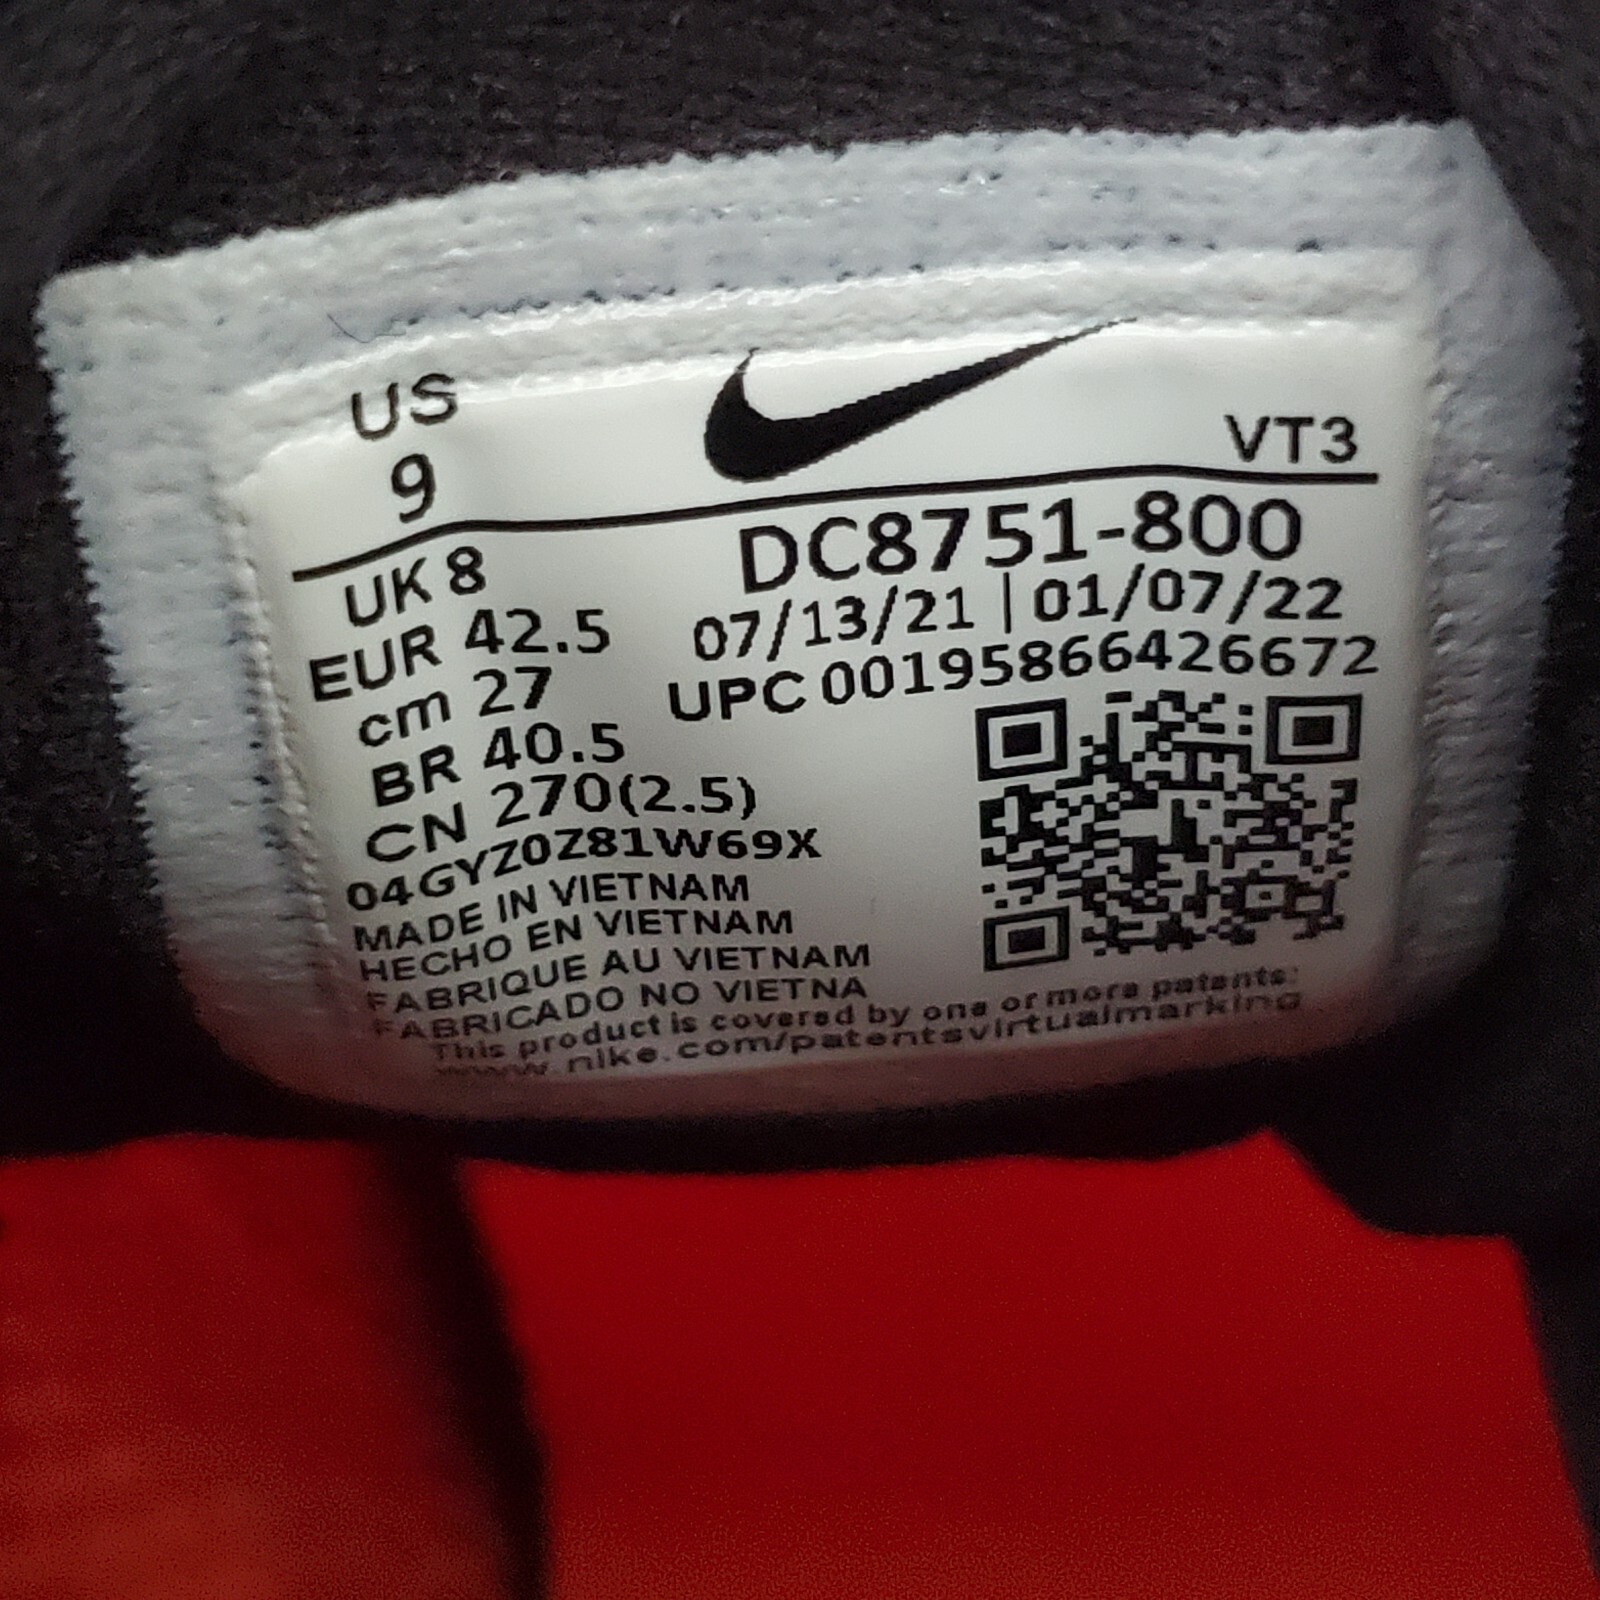 US
9
VT3
UK 8
EUR 42.5
cm 27
BR 40.5
CN 270(2.5)
04GYZ0Z81W69X
MADE IN VIETNAM
HECHO EN VIETNAM
FABRIQUE AU VIETNAM
FABRICADO NO VIETNA
DC8751-800
07/13/21 | 01/07/22
UPC 00195866426672
This product is covered by one or more patents:
www.nike.com/patentsvirtualmarking